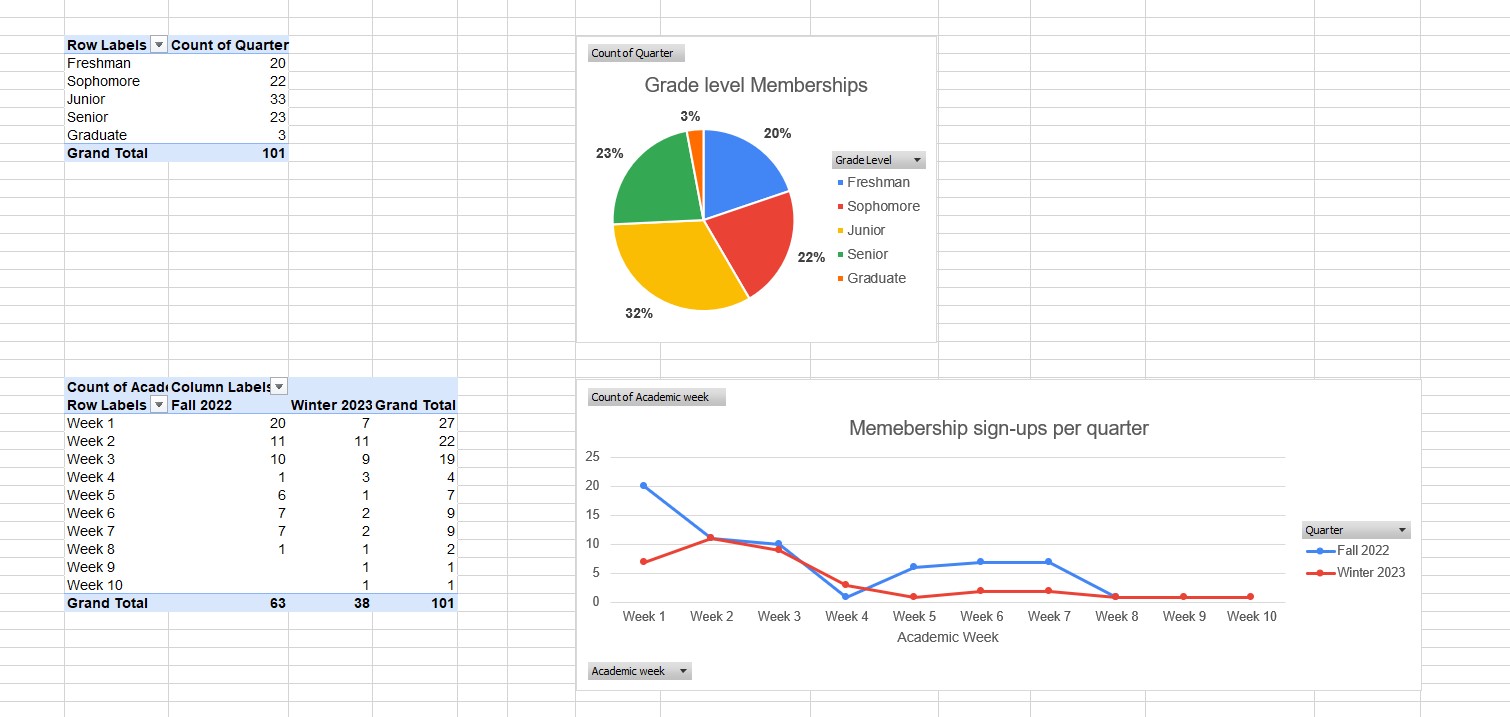 Row Labels Count of Quarter
Freshman 20
Sophomore 22
Junior 33
Senior 23
Graduate 3
Grand Total 101
Count of Quarter
Grade level Memberships
3%
20%
23%
22%
32%
Grade Level
Freshman
Sophomore
Junior
Senior
Graduate
Count of Acad Column Labels
Row Labels Fall 2022 Winter 2023 Grand Total
Week 1 20 7 27
Week 2 11 11 22
Week 3 10 9 19
Week 4 1 3 4
Week 5 6 1 7
Week 6 7 2 9
Week 7 7 2 9
Week 8 1 1 2
Week 9 1 1
Week 10 1 1
Grand Total 63 38 101
Count of Academic week
Memebership sign-ups per quarter
25
20
15
10
5
0
Week 1 Week 2 Week 3 Week 4 Week 5 Week 6 Week 7 Week 8 Week 9 Week 10
Academic Week
Quarter
Fall 2022
Winter 2023
Academic week